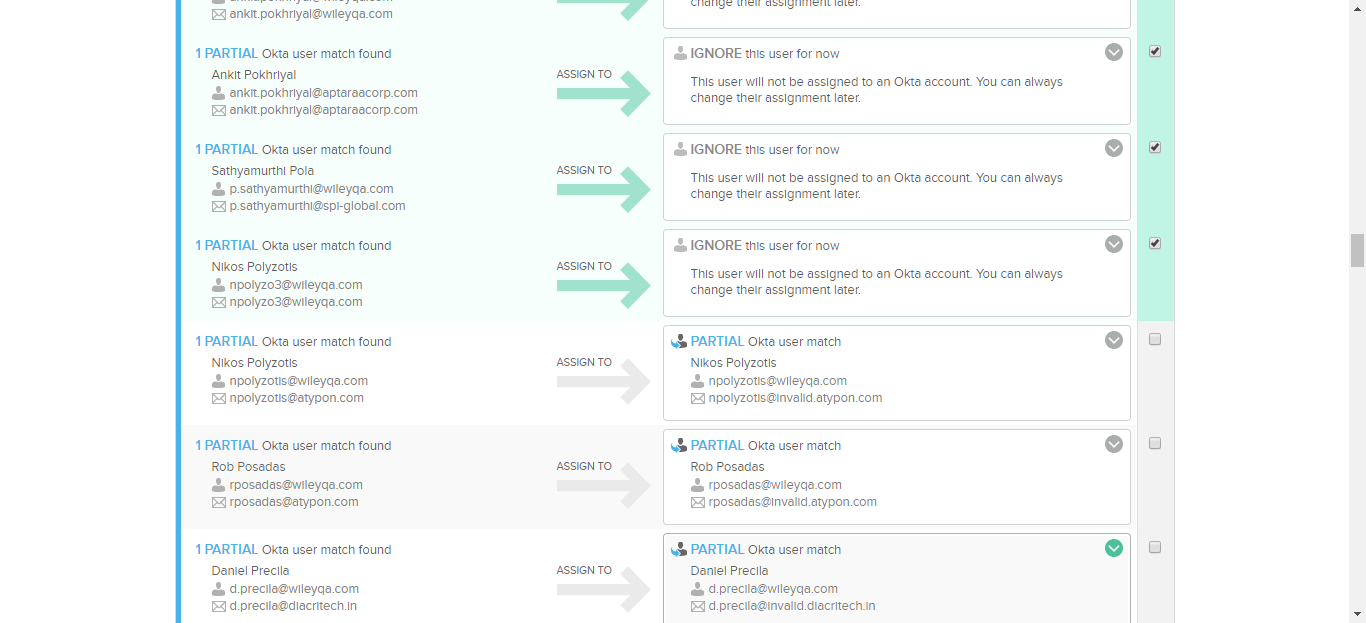 ankit.pokhriyal@wileyqa.com
change their assignment later.
1 PARTIAL Okta user match found
Ankit Pokhriyal
ankit.pokhriyal@aptaraacorp.com
ankit.pokhriyal@aptaraacorp.com
ASSIGN TO
IGNORE this user for now
This user will not be assigned to an Okta account. You can always
change their assignment later.
1 PARTIAL Okta user match found
Sathyamurthi Pola
p.sathyamurthi@wileyqa.com
p.sathyamurthi@spi-global.com
ASSIGN TO
IGNORE this user for now
This user will not be assigned to an Okta account. You can always
change their assignment later.
1 PARTIAL Okta user match found
Nikos Polyzotis
npolyzo3@wileyqa.com
npolyzo3@wileyqa.com
ASSIGN TO
IGNORE this user for now
This user will not be assigned to an Okta account. You can always
change their assignment later.
1 PARTIAL Okta user match found
Nikos Polyzotis
npolyzotis@wileyqa.com
npolyzotis@atypon.com
ASSIGN TO
PARTIAL Okta user match
Nikos Polyzotis
npolyzotis@wileyqa.com
npolyzotis@invalid.atypon.com
1 PARTIAL Okta user match found
Rob Posadas
rposadas@wileyqa.com
rposadas@atypon.com
ASSIGN TO
PARTIAL Okta user match
Rob Posadas
rposadas@wileyqa.com
rposadas@invalid.atypon.com
1 PARTIAL Okta user match found
Daniel Precila
d.precila@wileyqa.com
d.precila@diacritech.in
ASSIGN TO
PARTIAL Okta user match
Daniel Precila
d.precila@wileyqa.com
d.precila@invalid.diacritech.in